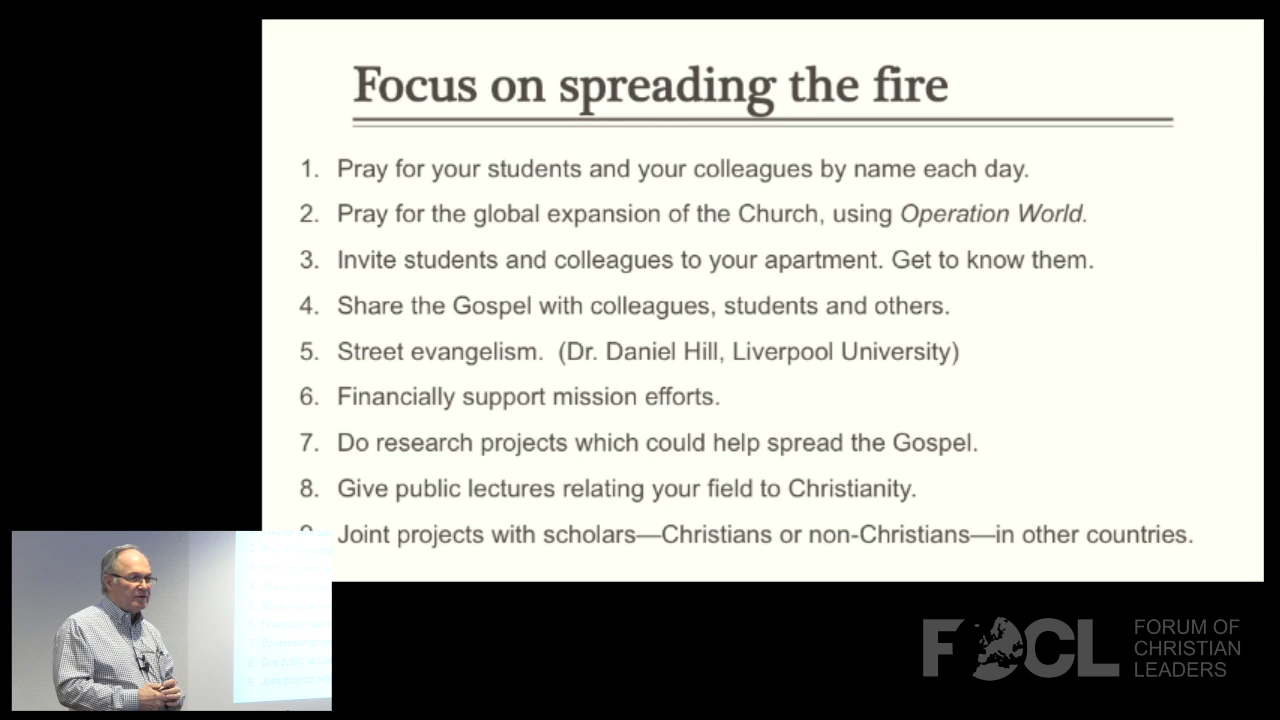 Focus on spreading the fire
1. Pray for your students and your colleagues by name each day.
2. Pray for the global expansion of the Church, using Operation World.
3. Invite students and colleagues to your apartment. Get to know them.
4. Share the Gospel with colleagues, students and others.
5. Street evangelism. (Dr. Daniel Hill, Liverpool University)
6. Financially support mission efforts.
7. Do research projects which could help spread the Gospel.
8. Give public lectures relating your field to Christianity.
Joint projects with scholars—Christians or non-Christians—in other countries.
FOCL
FORUM OF
CHRISTIAN
LEADERS